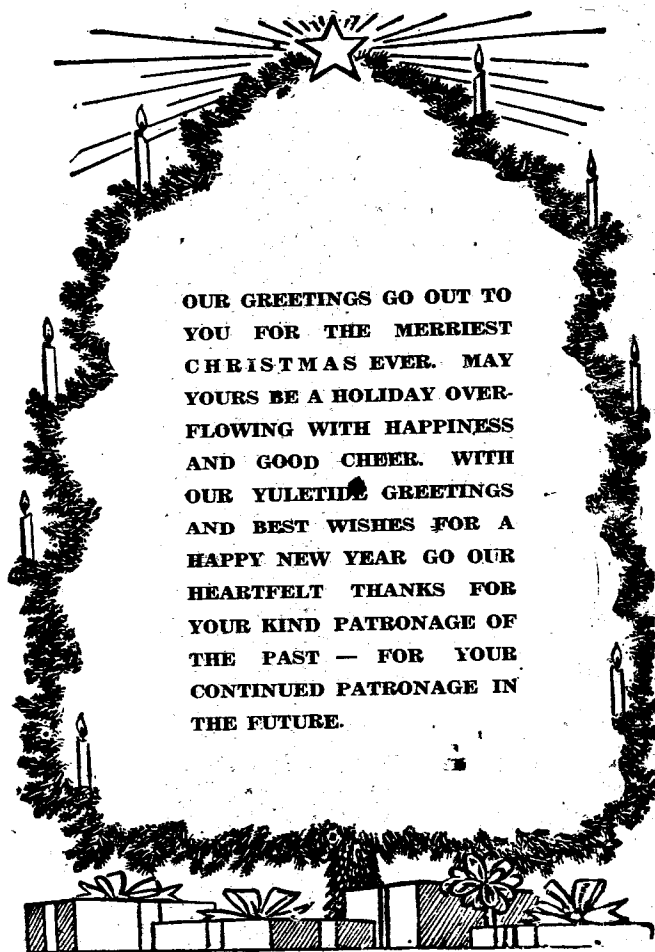 OUR GREETINGS GO OUT TO
YOU FOR THE MERRIEST
CHRISTMAS EVER. MAY
YOURS BE A HOLIDAY OVER-
FLOWING WITH HAPPINESS
AND GOOD CHEER. WITH
OUR YULETIDE GREETINGS
AND BEST WISHES FOR A
HAPPY NEW YEAR GO OUR
HEARTFELT THANKS FOR
YOUR KIND PATRONAGE OF
THE PAST — FOR YOUR
CONTINUED PATRONAGE IN
THE FUTURE.